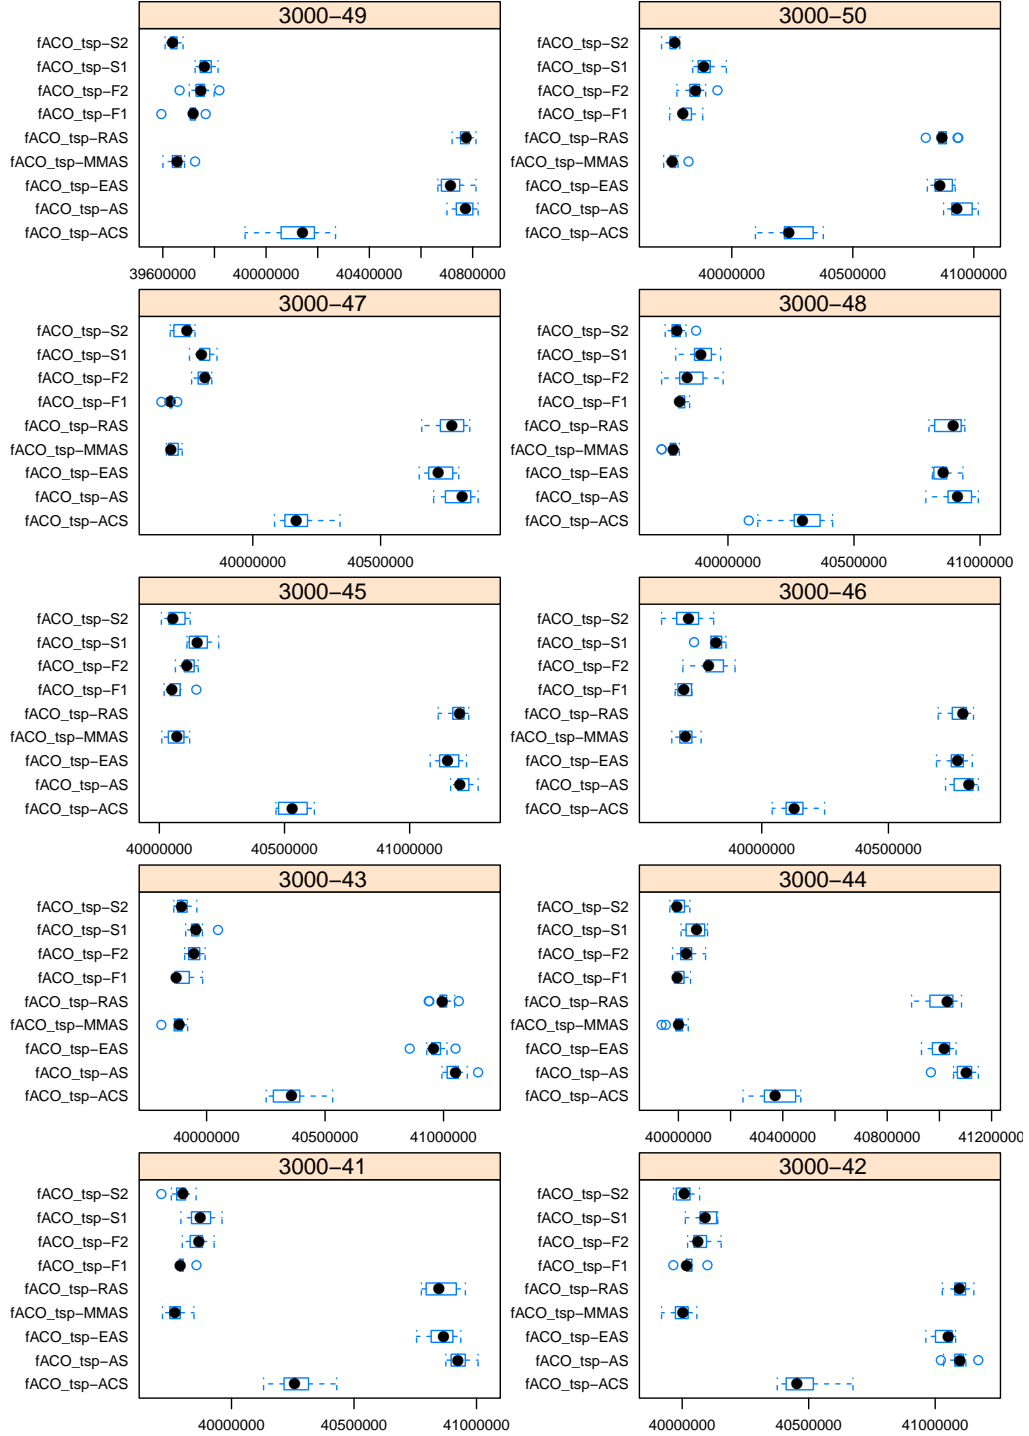 3000−49
fACO_tsp−S2
fACO_tsp−S1
fACO_tsp−F2
fACO_tsp−F1
fACO_tsp−RAS
fACO_tsp−MMAS
fACO_tsp−EAS
fACO_tsp−AS
fACO_tsp−ACS
39600000 40000000 40400000 40800000
3000−50
fACO_tsp−S2
fACO_tsp−S1
fACO_tsp−F2
fACO_tsp−F1
fACO_tsp−RAS
fACO_tsp−MMAS
fACO_tsp−EAS
fACO_tsp−AS
fACO_tsp−ACS
40000000 40500000 41000000
3000−47
fACO_tsp−S2
fACO_tsp−S1
fACO_tsp−F2
fACO_tsp−F1
fACO_tsp−RAS
fACO_tsp−MMAS
fACO_tsp−EAS
fACO_tsp−AS
fACO_tsp−ACS
40000000 40500000
3000−48
fACO_tsp−S2
fACO_tsp−S1
fACO_tsp−F2
fACO_tsp−F1
fACO_tsp−RAS
fACO_tsp−MMAS
fACO_tsp−EAS
fACO_tsp−AS
fACO_tsp−ACS
40000000 40500000 41000000
3000−45
fACO_tsp−S2
fACO_tsp−S1
fACO_tsp−F2
fACO_tsp−F1
fACO_tsp−RAS
fACO_tsp−MMAS
fACO_tsp−EAS
fACO_tsp−AS
fACO_tsp−ACS
40000000 40500000 41000000
3000−46
fACO_tsp−S2
fACO_tsp−S1
fACO_tsp−F2
fACO_tsp−F1
fACO_tsp−RAS
fACO_tsp−MMAS
fACO_tsp−EAS
fACO_tsp−AS
fACO_tsp−ACS
40000000 40500000
3000−43
fACO_tsp−S2
fACO_tsp−S1
fACO_tsp−F2
fACO_tsp−F1
fACO_tsp−RAS
fACO_tsp−MMAS
fACO_tsp−EAS
fACO_tsp−AS
fACO_tsp−ACS
40000000 40500000 41000000
3000−44
fACO_tsp−S2
fACO_tsp−S1
fACO_tsp−F2
fACO_tsp−F1
fACO_tsp−RAS
fACO_tsp−MMAS
fACO_tsp−EAS
fACO_tsp−AS
fACO_tsp−ACS
40000000 40400000 40800000 41200000
3000−41
fACO_tsp−S2
fACO_tsp−S1
fACO_tsp−F2
fACO_tsp−F1
fACO_tsp−RAS
fACO_tsp−MMAS
fACO_tsp−EAS
fACO_tsp−AS
fACO_tsp−ACS
40000000 40500000 41000000
3000−42
fACO_tsp−S2
fACO_tsp−S1
fACO_tsp−F2
fACO_tsp−F1
fACO_tsp−RAS
fACO_tsp−MMAS
fACO_tsp−EAS
fACO_tsp−AS
fACO_tsp−ACS
40000000 40500000 41000000